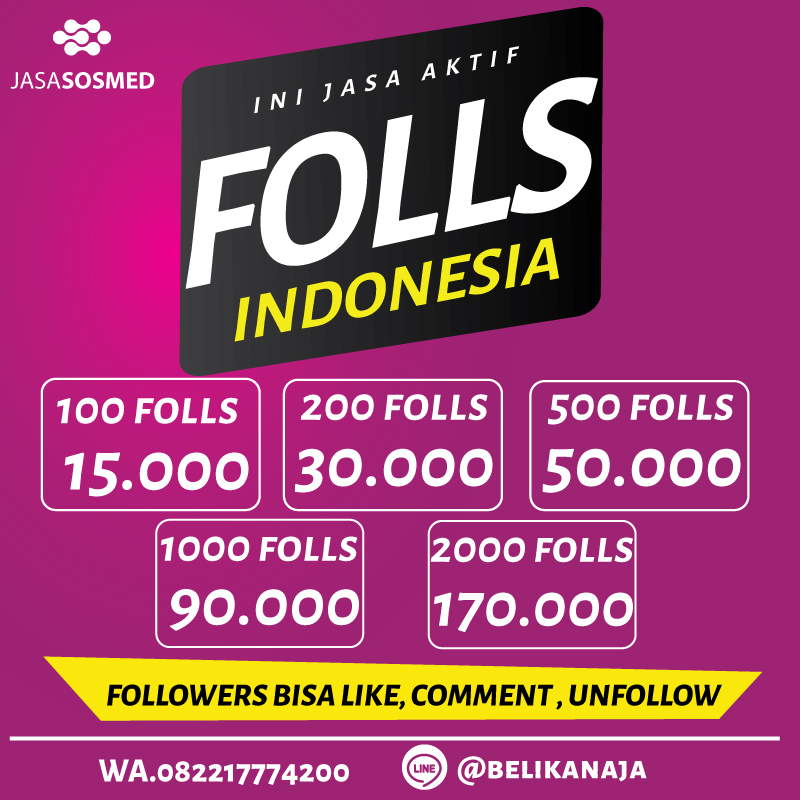 JASASOSMED
INI JASA AKTIF
FOLLS
INDONESIA
100 FOLLS
15.000
200 FOLLS
30.000
500 FOLLS
50.000
1000 FOLLS
90.000
2000 FOLLS
170.000
FOLLOWERS BISA LIKE, COMMENT , UNFOLLOW
WA.082217774200
LINE @BELIKANAJA